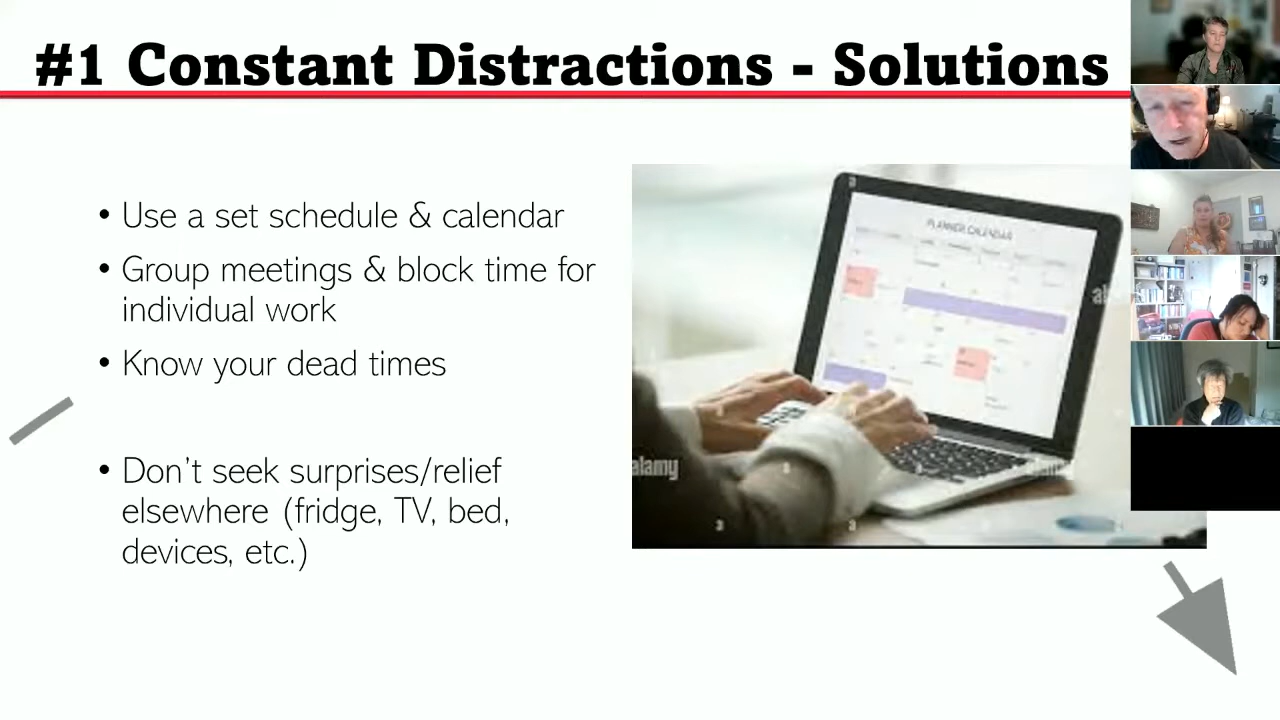 #1 Constant Distractions - Solutions
• Use a set schedule & calendar
• Group meetings & block time for
individual work
• Know your dead times
• Don't seek surprises/relief
elsewhere (fridge, TV, bed,
devices, etc.)
PLANNER CALENDAR
a
alamy
alamy
a
a
a